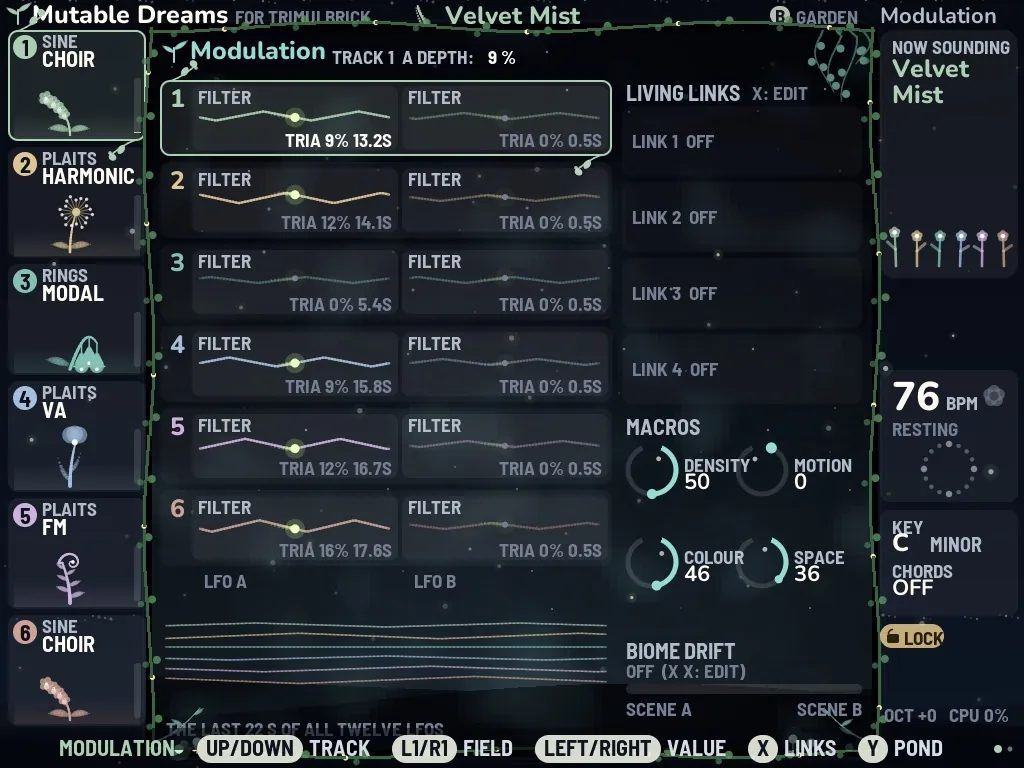 Mutable Dreams FOR TRIMUI BRICK Velvet Mist B GARDEN Modulation
1 SINE CHOIR
2 PLAITS HARMONIC
3 RINGS MODAL
4 PLAITS VA
5 PLAITS FM
6 SINE CHOIR
Modulation TRACK 1 A DEPTH: 9 %
1 FILTER FILTER
TRIA 9% 13.2S TRIA 0% 0.5S
2 FILTER FILTER
TRIA 12% 14.1S TRIA 0% 0.5S
3 FILTER FILTER
TRIA 0% 5.4S TRIA 0% 0.5S
4 FILTER FILTER
TRIA 9% 15.8S TRIA 0% 0.5S
5 FILTER FILTER
TRIA 12% 16.7S TRIA 0% 0.5S
6 FILTER FILTER
TRIA 16% 17.6S TRIA 0% 0.5S
LFO A LFO B
THE LAST 22 S OF ALL TWELVE LFOS
LIVING LINKS X: EDIT
LINK 1 OFF
LINK 2 OFF
LINK 3 OFF
LINK 4 OFF
MACROS
DENSITY MOTION
50 0
COLOUR SPACE
46 36
BIOME DRIFT
OFF (X X: EDIT)
SCENE A SCENE B
NOW SOUNDING
Velvet
Mist
76 BPM
RESTING
KEY
C MINOR
CHORDS
OFF
LOCK
OCT +0 CPU 0%
MODULATION UP/DOWN TRACK L1/R1 FIELD LEFT/RIGHT VALUE X LINKS Y POND